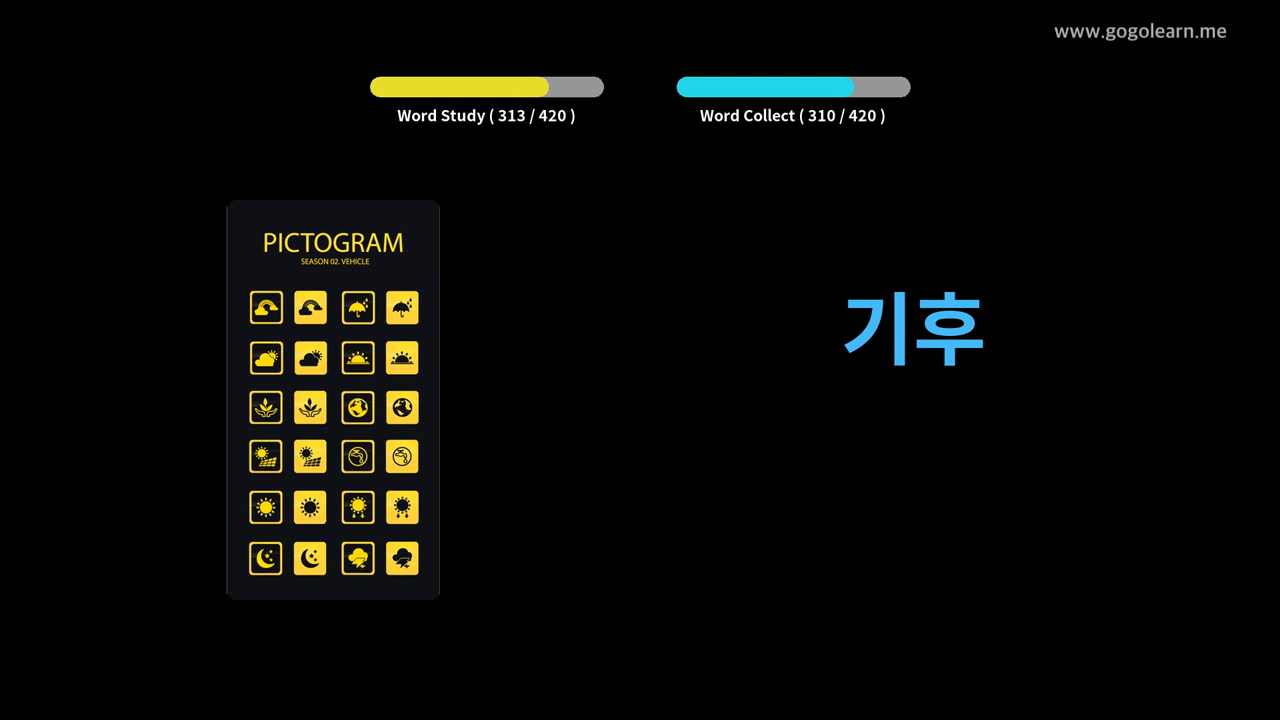 www.gogolearn.me
Word Study ( 313 / 420 )
Word Collect ( 310 / 420 )
PICTOGRAM
SEASON 02. VEHICLE
기후